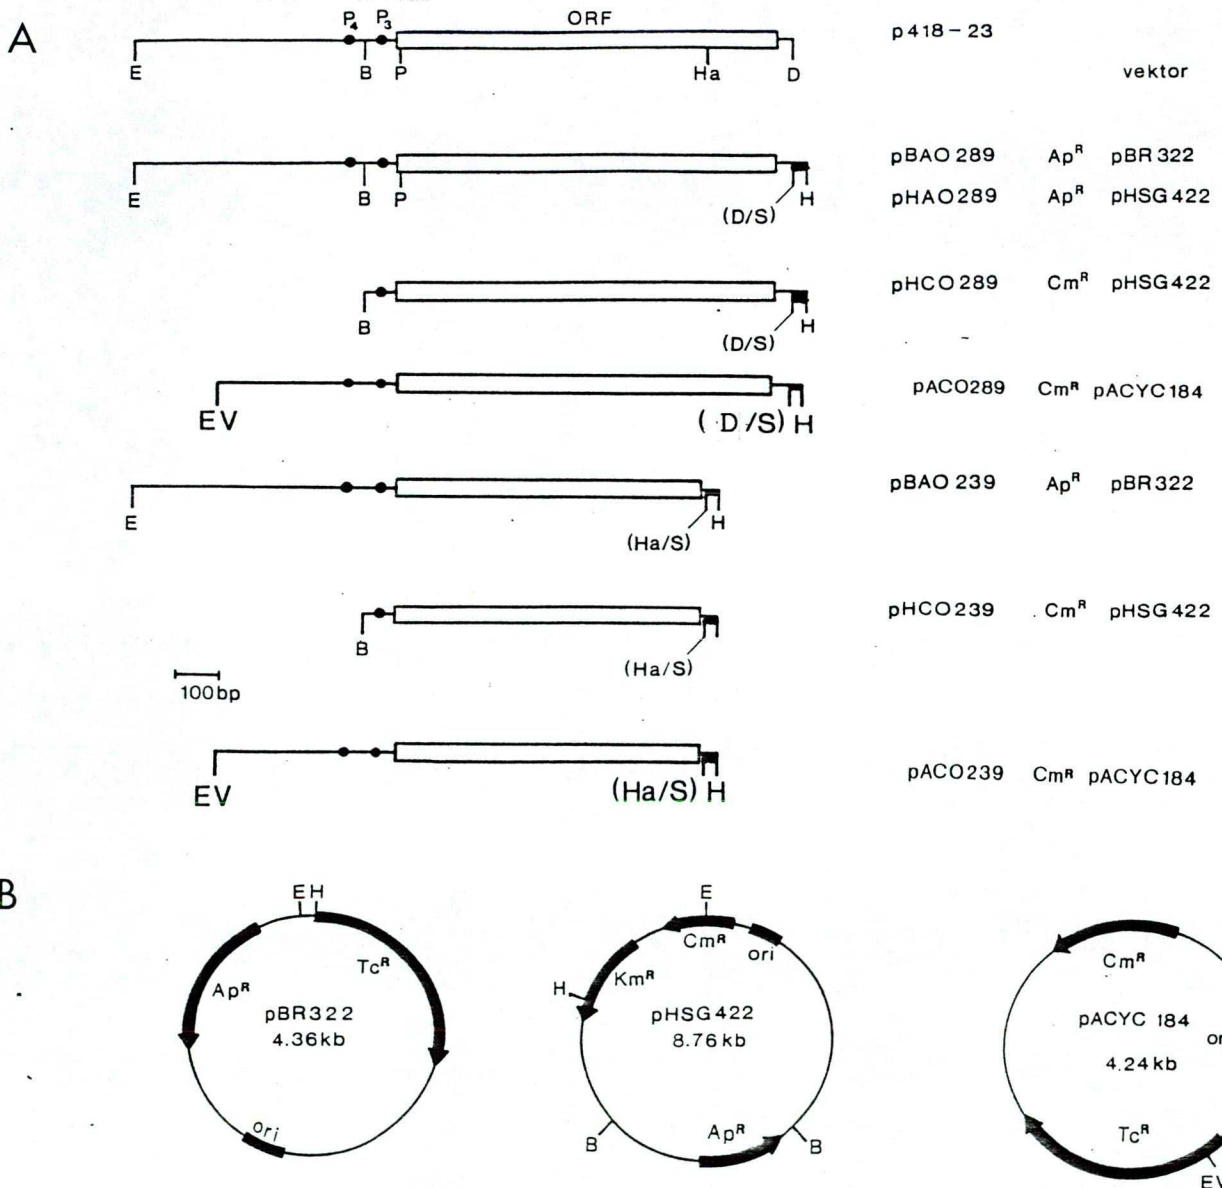 A
P4 P3 ORF
p418-23
E B P Ha D
vektor
pBAO289 ApR pBR322
E B P H
pHAO289 ApR pHSG422
(D/S)
pHCO289 CmR pHSG422
B H
(D/S)
pACO289 CmR pACYC184
EV (D/S) H
pBAO239 ApR pBR322
E H
(Ha/S)
pHCO239 CmR pHSG422
B
(Ha/S)
100bp
pACO239 CmR pACYC184
EV (Ha/S) H
B
E H
ApR TcR
pBR322
4.36kb
ori
E
CmR ori
KmR
H
pHSG422
8.76kb
B ApR B
CmR
pACYC 184
4.24kb
TcR
EV